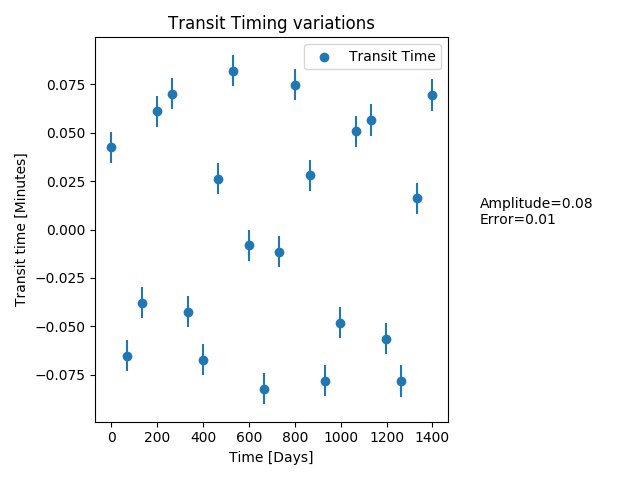 Transit Timing variations
Transit Time
Transit time [Minutes]
0.075
0.050
0.025
0.000
−0.025
−0.050
−0.075
Amplitude=0.08
Error=0.01
0 200 400 600 800 1000 1200 1400
Time [Days]